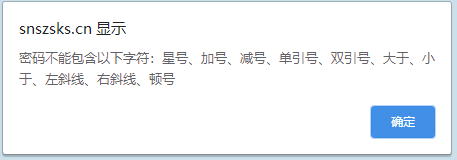 snszsks.cn 显示
密码不能包含以下字符：星号、加号、减号、单引号、双引号、大于、小
于、左斜线、右斜线、顿号
确定